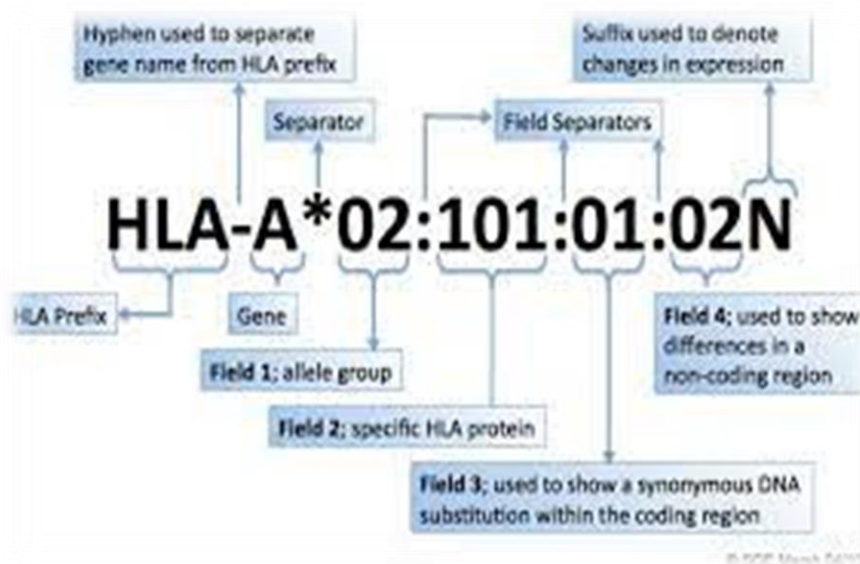 Hyphen used to separate
gene name from HLA prefix
Suffix used to denote
changes in expression
Separator
Field Separators
HLA-A*02:101:01:02N
HLA Prefix
Gene
Field 1; allele group
Field 2; specific HLA protein
Field 3; used to show a synonymous DNA
substitution within the coding region
Field 4; used to show
differences in a
non-coding region